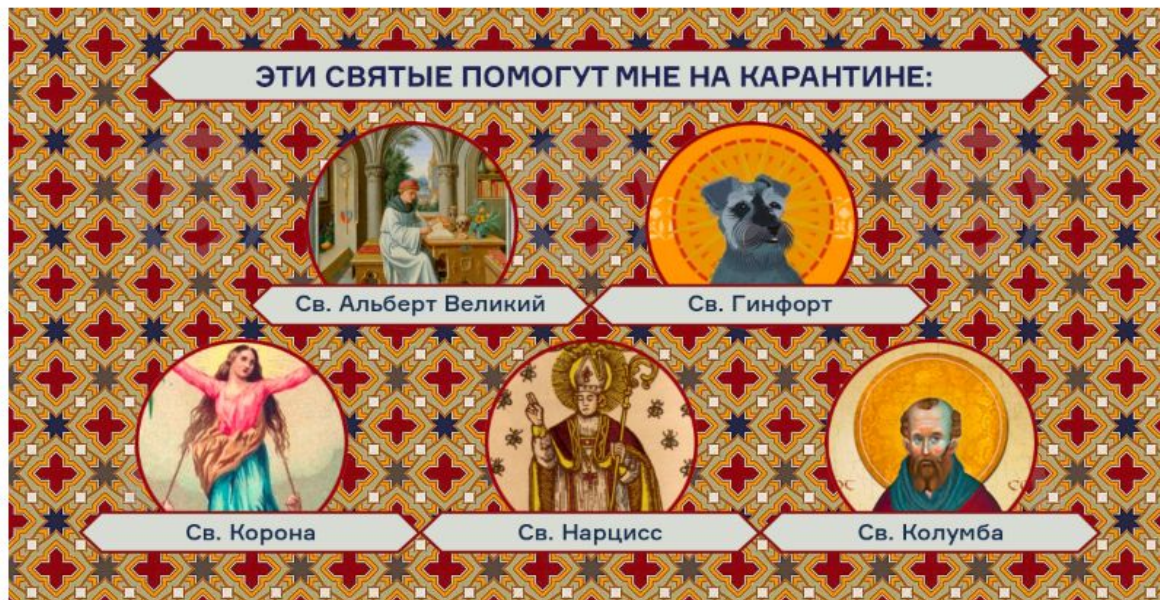 ЭТИ СВЯТЫЕ ПОМОГУТ МНЕ НА КАРАНТИНЕ:
Св. Альберт Великий
Св. Гинфорт
Св. Корона
Св. Нарцисс
Св. Колумба